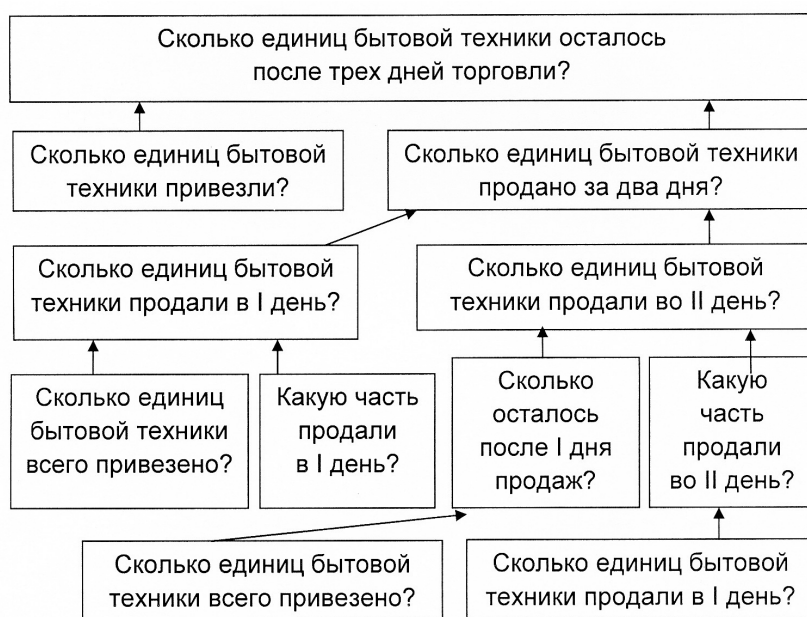 Сколько единиц бытовой техники осталось
после трех дней торговли?
Сколько единиц бытовой
техники привезли?
Сколько единиц бытовой техники
продано за два дня?
Сколько единиц бытовой
техники продали в I день?
Сколько единиц бытовой
техники продали во II день?
Сколько единиц
бытовой техники
всего привезено?
Какую часть
продали
в I день?
Сколько
осталось
после I дня
продаж?
Какую
часть
продали
во II день?
Сколько единиц бытовой
техники всего привезено?
Сколько единиц бытовой
техники продали в I день?